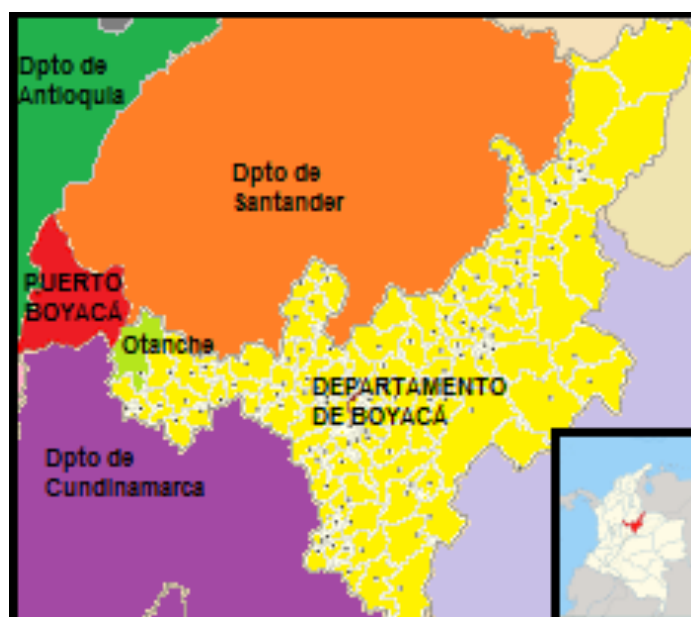 Dpto de
Antioquia
Dpto de
Santander
PUERTO
BOYACÁ
Otanche
DEPARTAMENTO
DE BOYACÁ
Dpto de
Cundinamarca